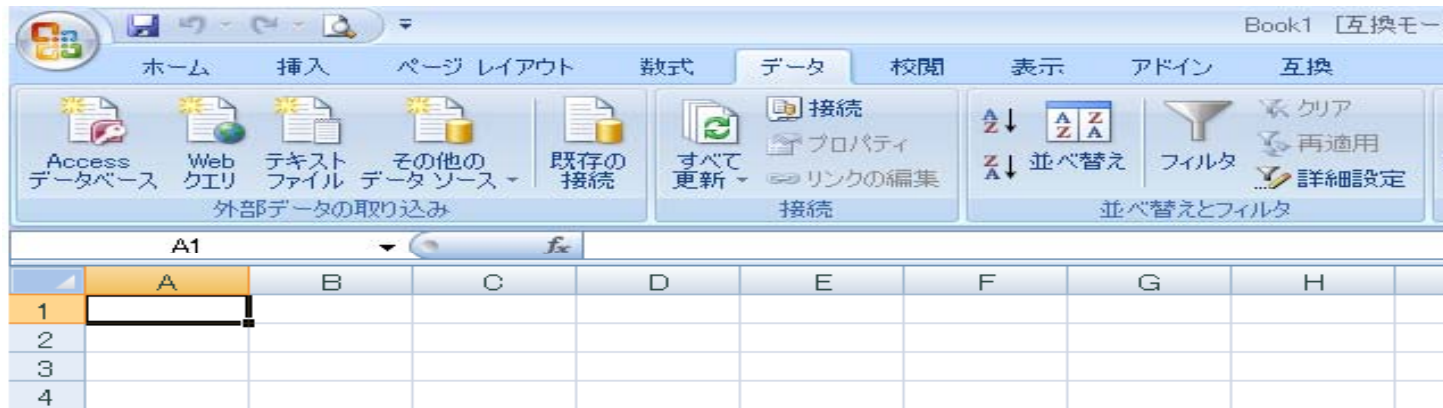 Book1 [互換モー
ホーム 挿入 ページ レイアウト 数式 データ 校閲 表示 アドイン 互換
Access データベース
Web クエリ
テキスト ファイル
その他の データ ソース
既存の 接続
外部データの取り込み
すべて 更新
接続
プロパティ
リンクの編集
接続
並べ替え
フィルタ
クリア
再適用
詳細設定
並べ替えとフィルタ
A1
fx
A B C D E F G H
1
2
3
4